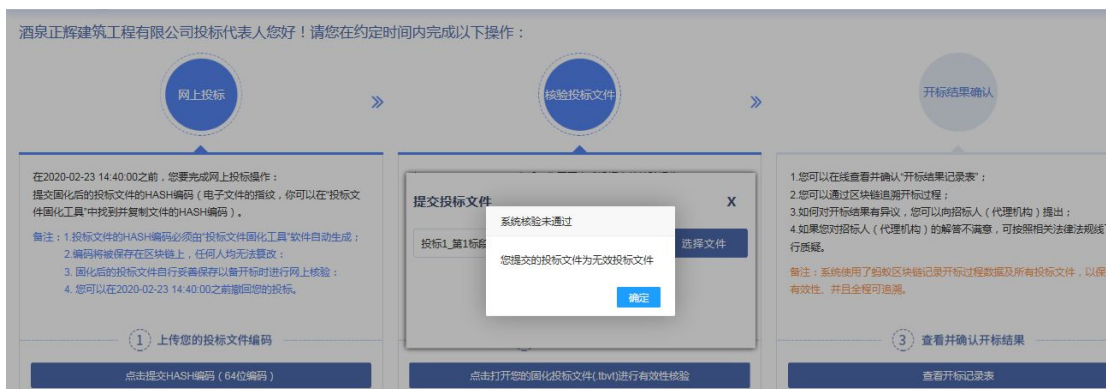 酒泉正辉建筑工程有限公司投标代表人您好！请您在约定时间内完成以下操作：
网上投标
核验投标文件
开标结果确认
在2020-02-23 14:40:00之前，您要完成网上投标操作：
提交固化后的投标文件的HASH编码（电子文件的指纹，你可以在“投标文
件固化工具”中找到并复制文件的HASH编码）。
备注：1.投标文件的HASH编码必须由“投标文件固化工具”软件自动生成；
2.编码将被保存在区块链上，任何人均无法篡改；
3. 固化后的投标文件自行妥善保存以备开标时进行网上核验；
4. 您可以在2020-02-23 14:40:00之前撤回您的投标。
1 上传您的投标文件编码
点击提交HASH编码（64位编码）
提交投标文件
X
投标1_第1标段
选择文件
系统核验未通过
您提交的投标文件为无效投标文件
确定
点击打开您的固化投标文件(.tbvt)进行有效性核验
1.您可以在线查看并确认“开标结果记录表”；
2.您可以通过区块链追溯开标过程；
3.如何对开标结果有异议，您可以向招标人（代理机构）提出；
4.如果您对招标人（代理机构）的解答不满意，可按照相关法律法规线
行质疑。
备注：系统使用了蚂蚁区块链记录开标过程数据及所有投标文件，以保
有效性、并且全程可追溯。
3 查看并确认开标结果
查看开标记录表